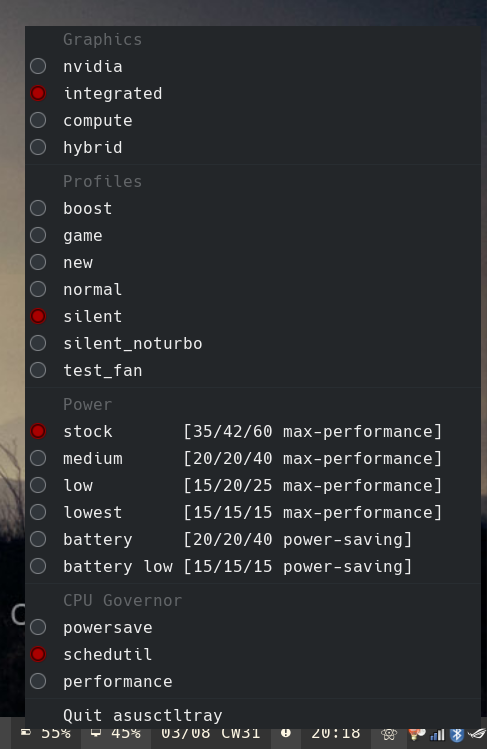 Graphics
nvidia
integrated
compute
hybrid
Profiles
boost
game
new
normal
silent
silent_noturbo
test_fan
Power
stock [35/42/60 max-performance]
medium [20/20/40 max-performance]
low [15/20/25 max-performance]
lowest [15/15/15 max-performance]
battery [20/20/40 power-saving]
battery low [15/15/15 power-saving]
CPU Governor
powersave
schedutil
performance
Quit asusctltray
55% 45% 03/08 CW31 20:18